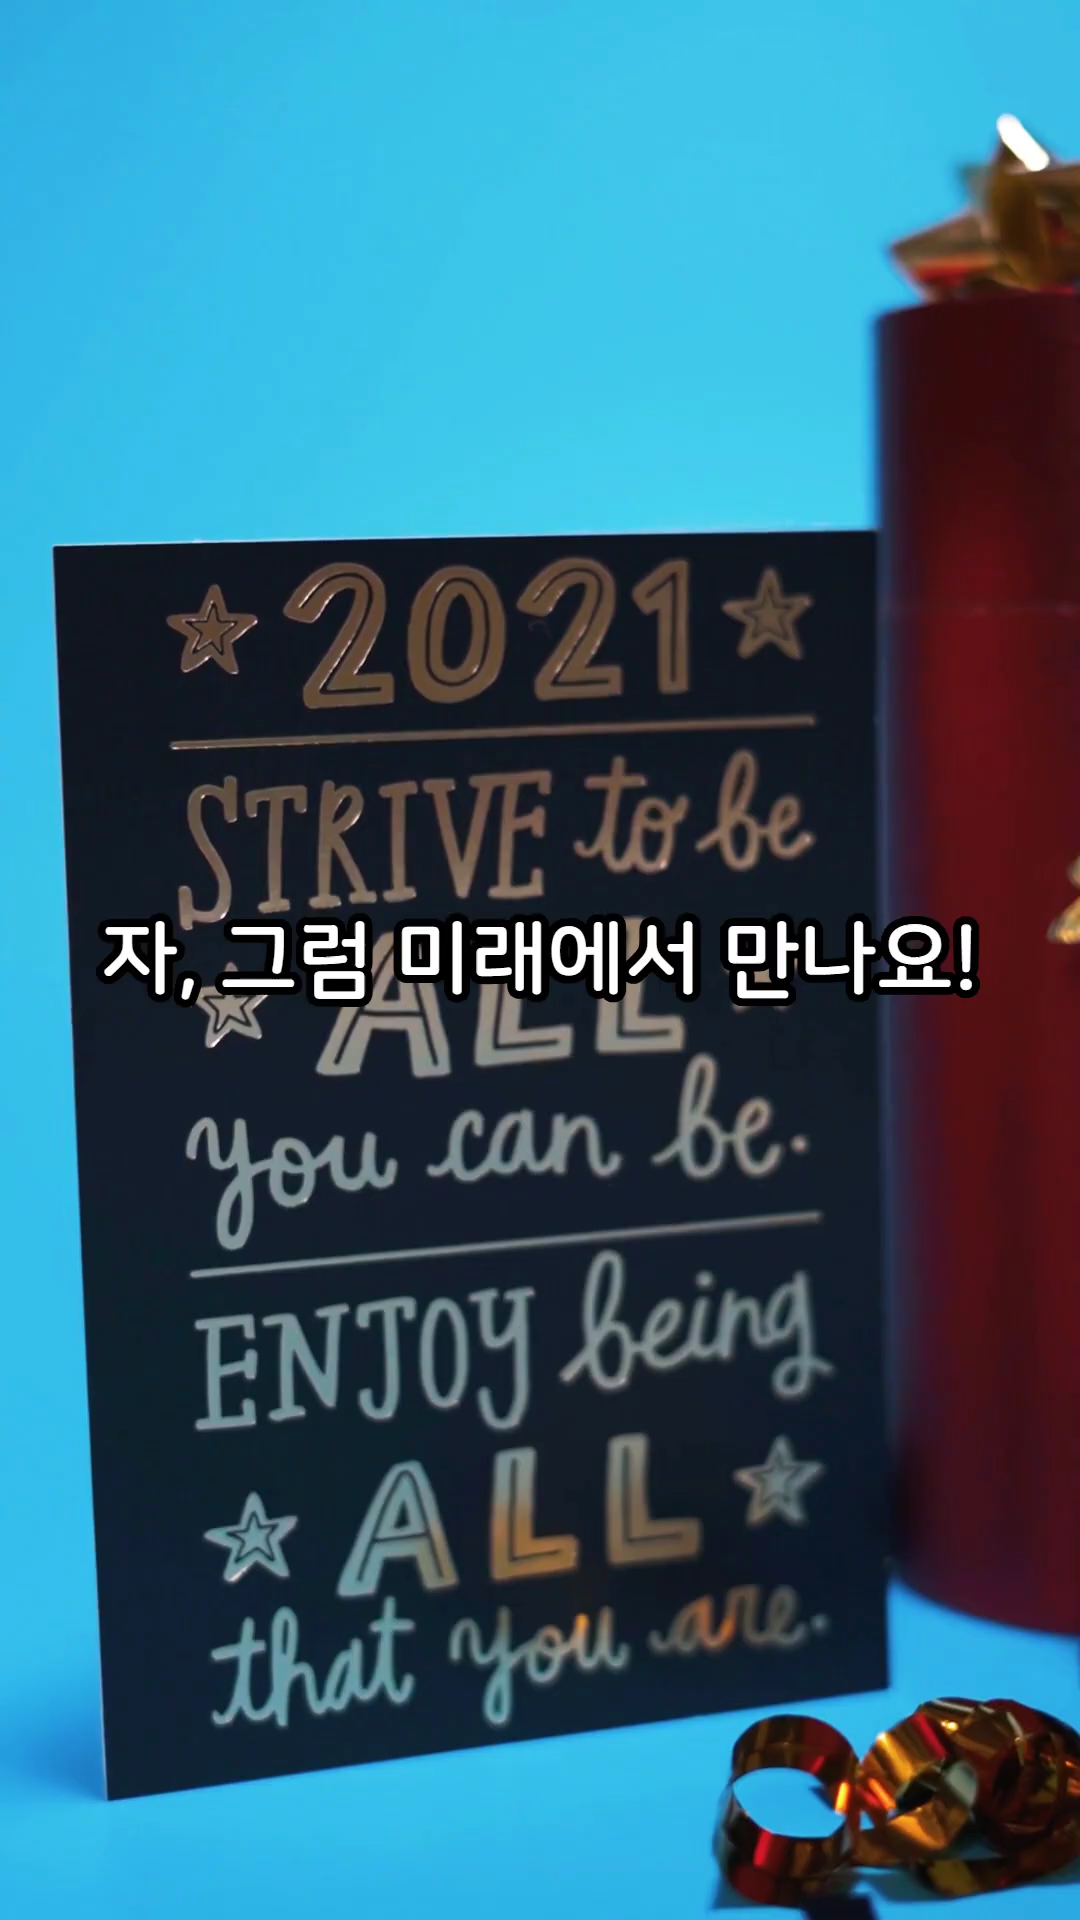 2021
STRIVE to be
자, 그럼 미래에서 만나요!
ALL
you can be.
ENJOY being
ALL
that you are.